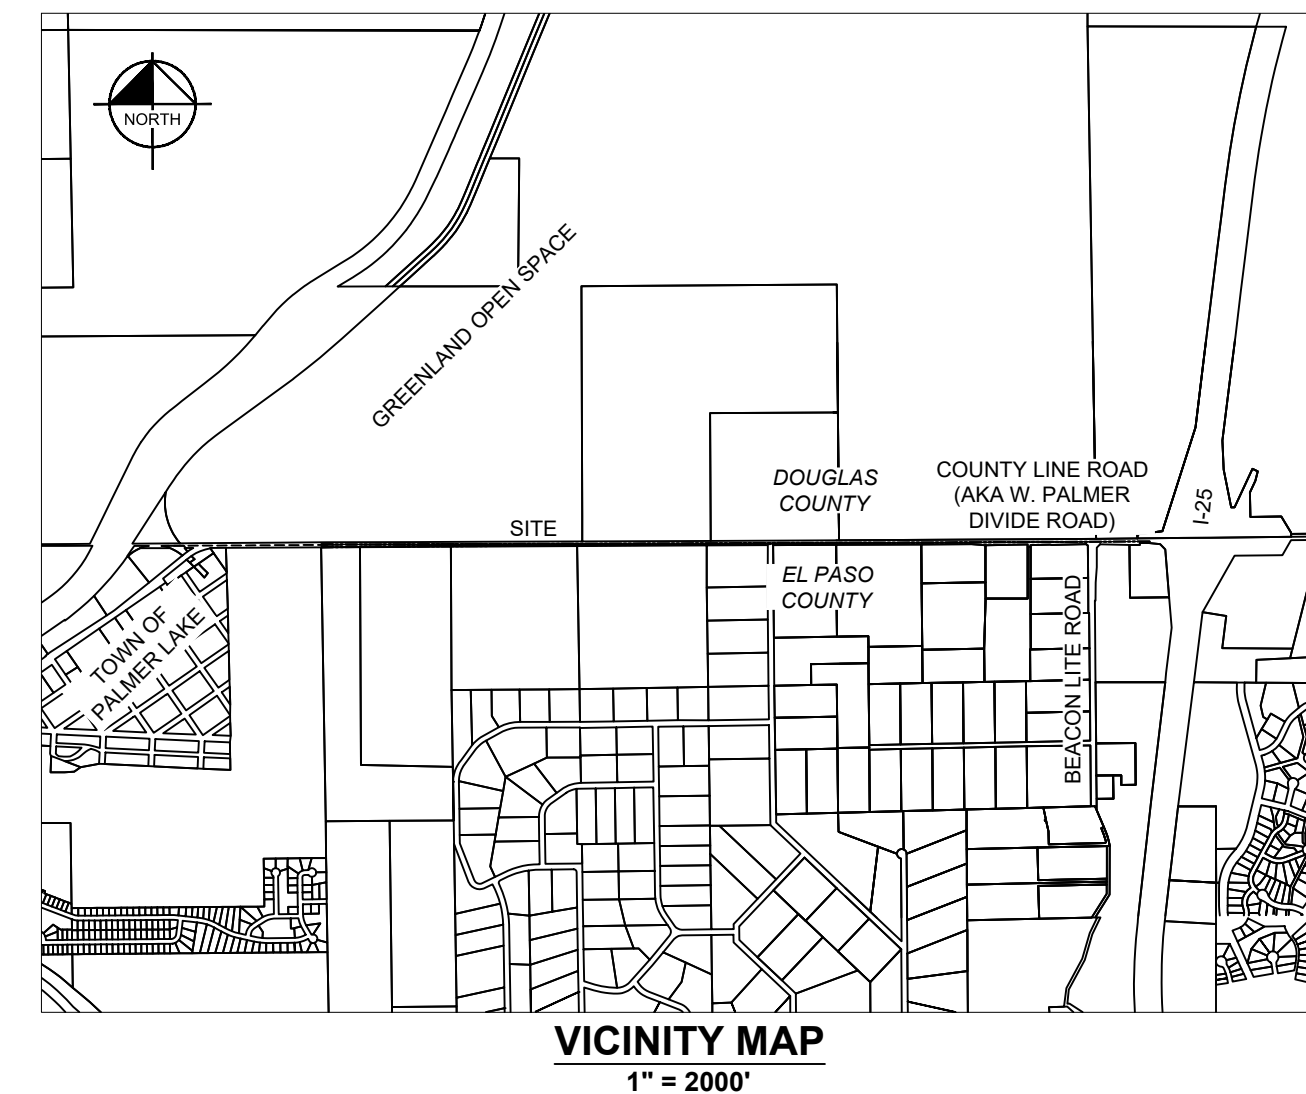 NORTH
GREENLAND OPEN SPACE
DOUGLAS
COUNTY
COUNTY LINE ROAD
(AKA W. PALMER
DIVIDE ROAD)
I-25
SITE
EL PASO
COUNTY
BEACON LITE ROAD
TOWN OF
PALMER LAKE
VICINITY MAP
1" = 2000'